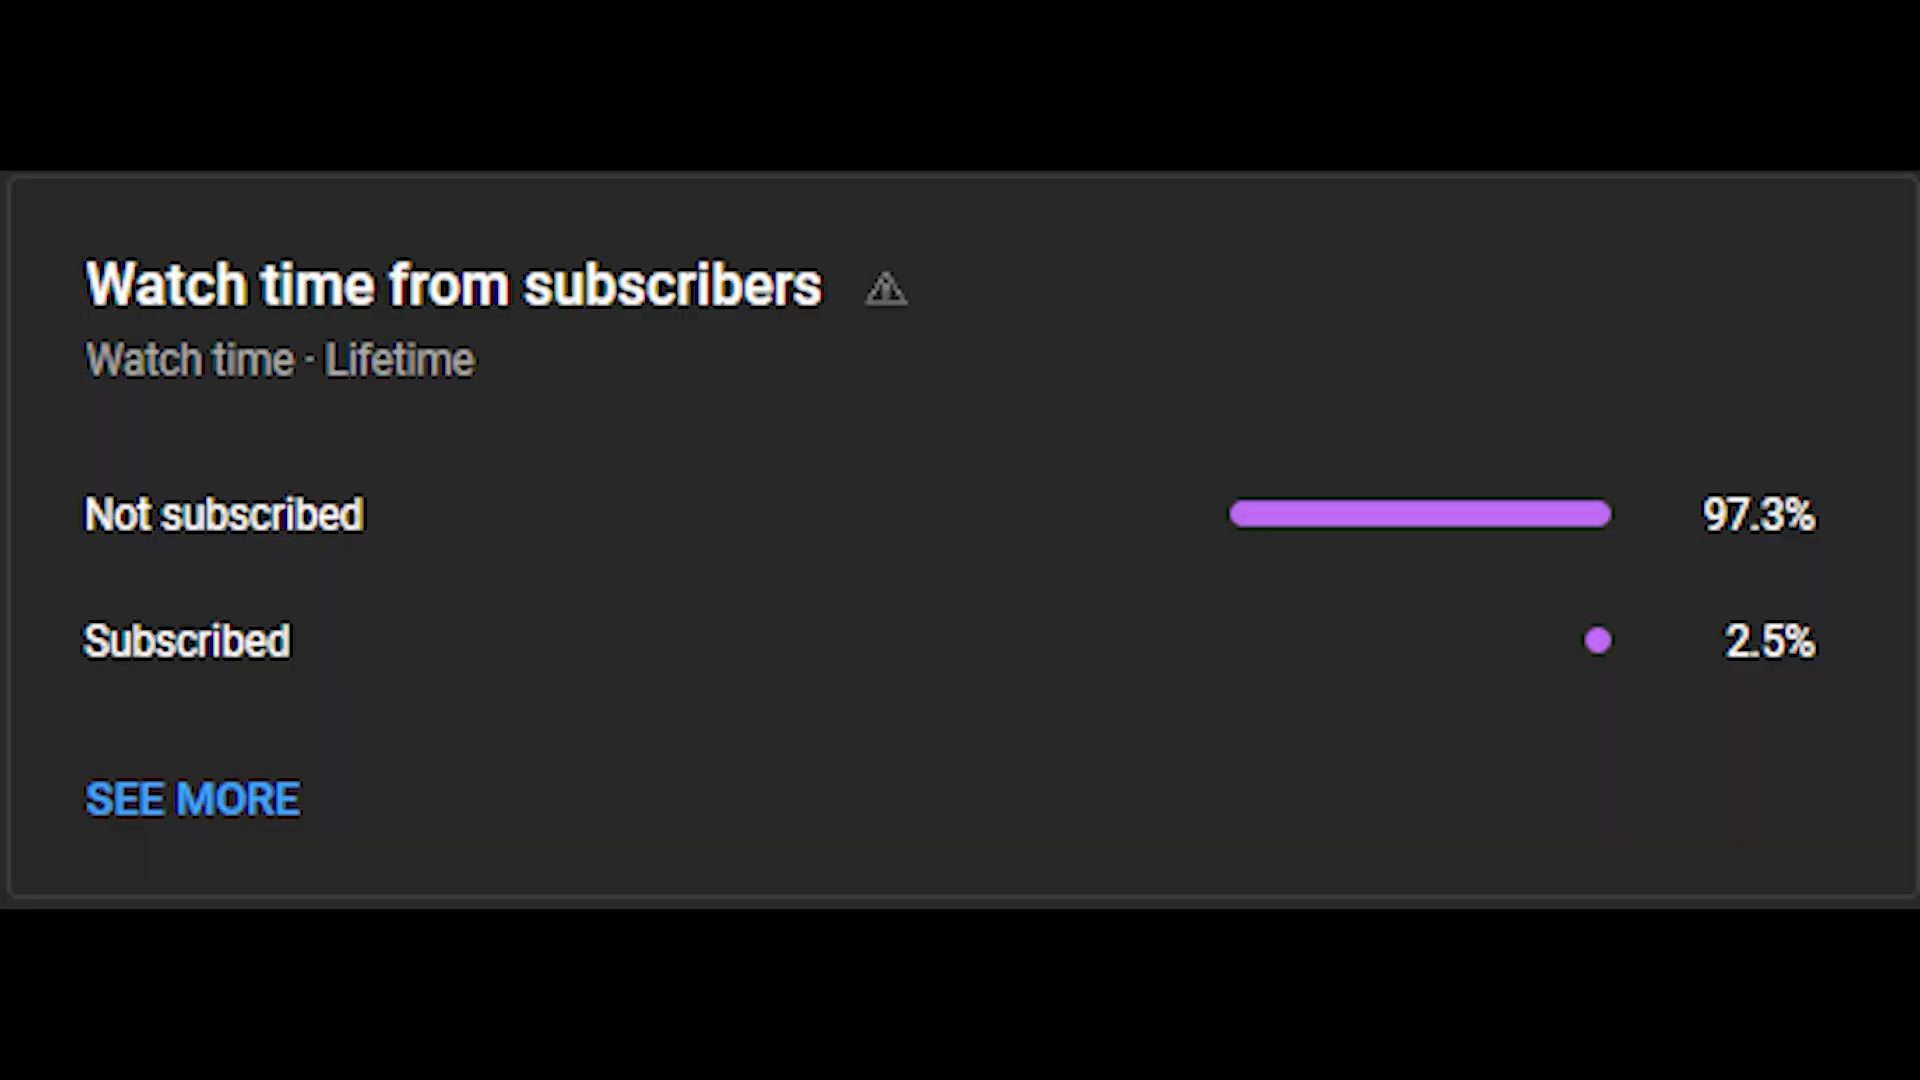 Watch time from subscribers
Watch time · Lifetime
Not subscribed 97.3%
Subscribed 2.5%
SEE MORE